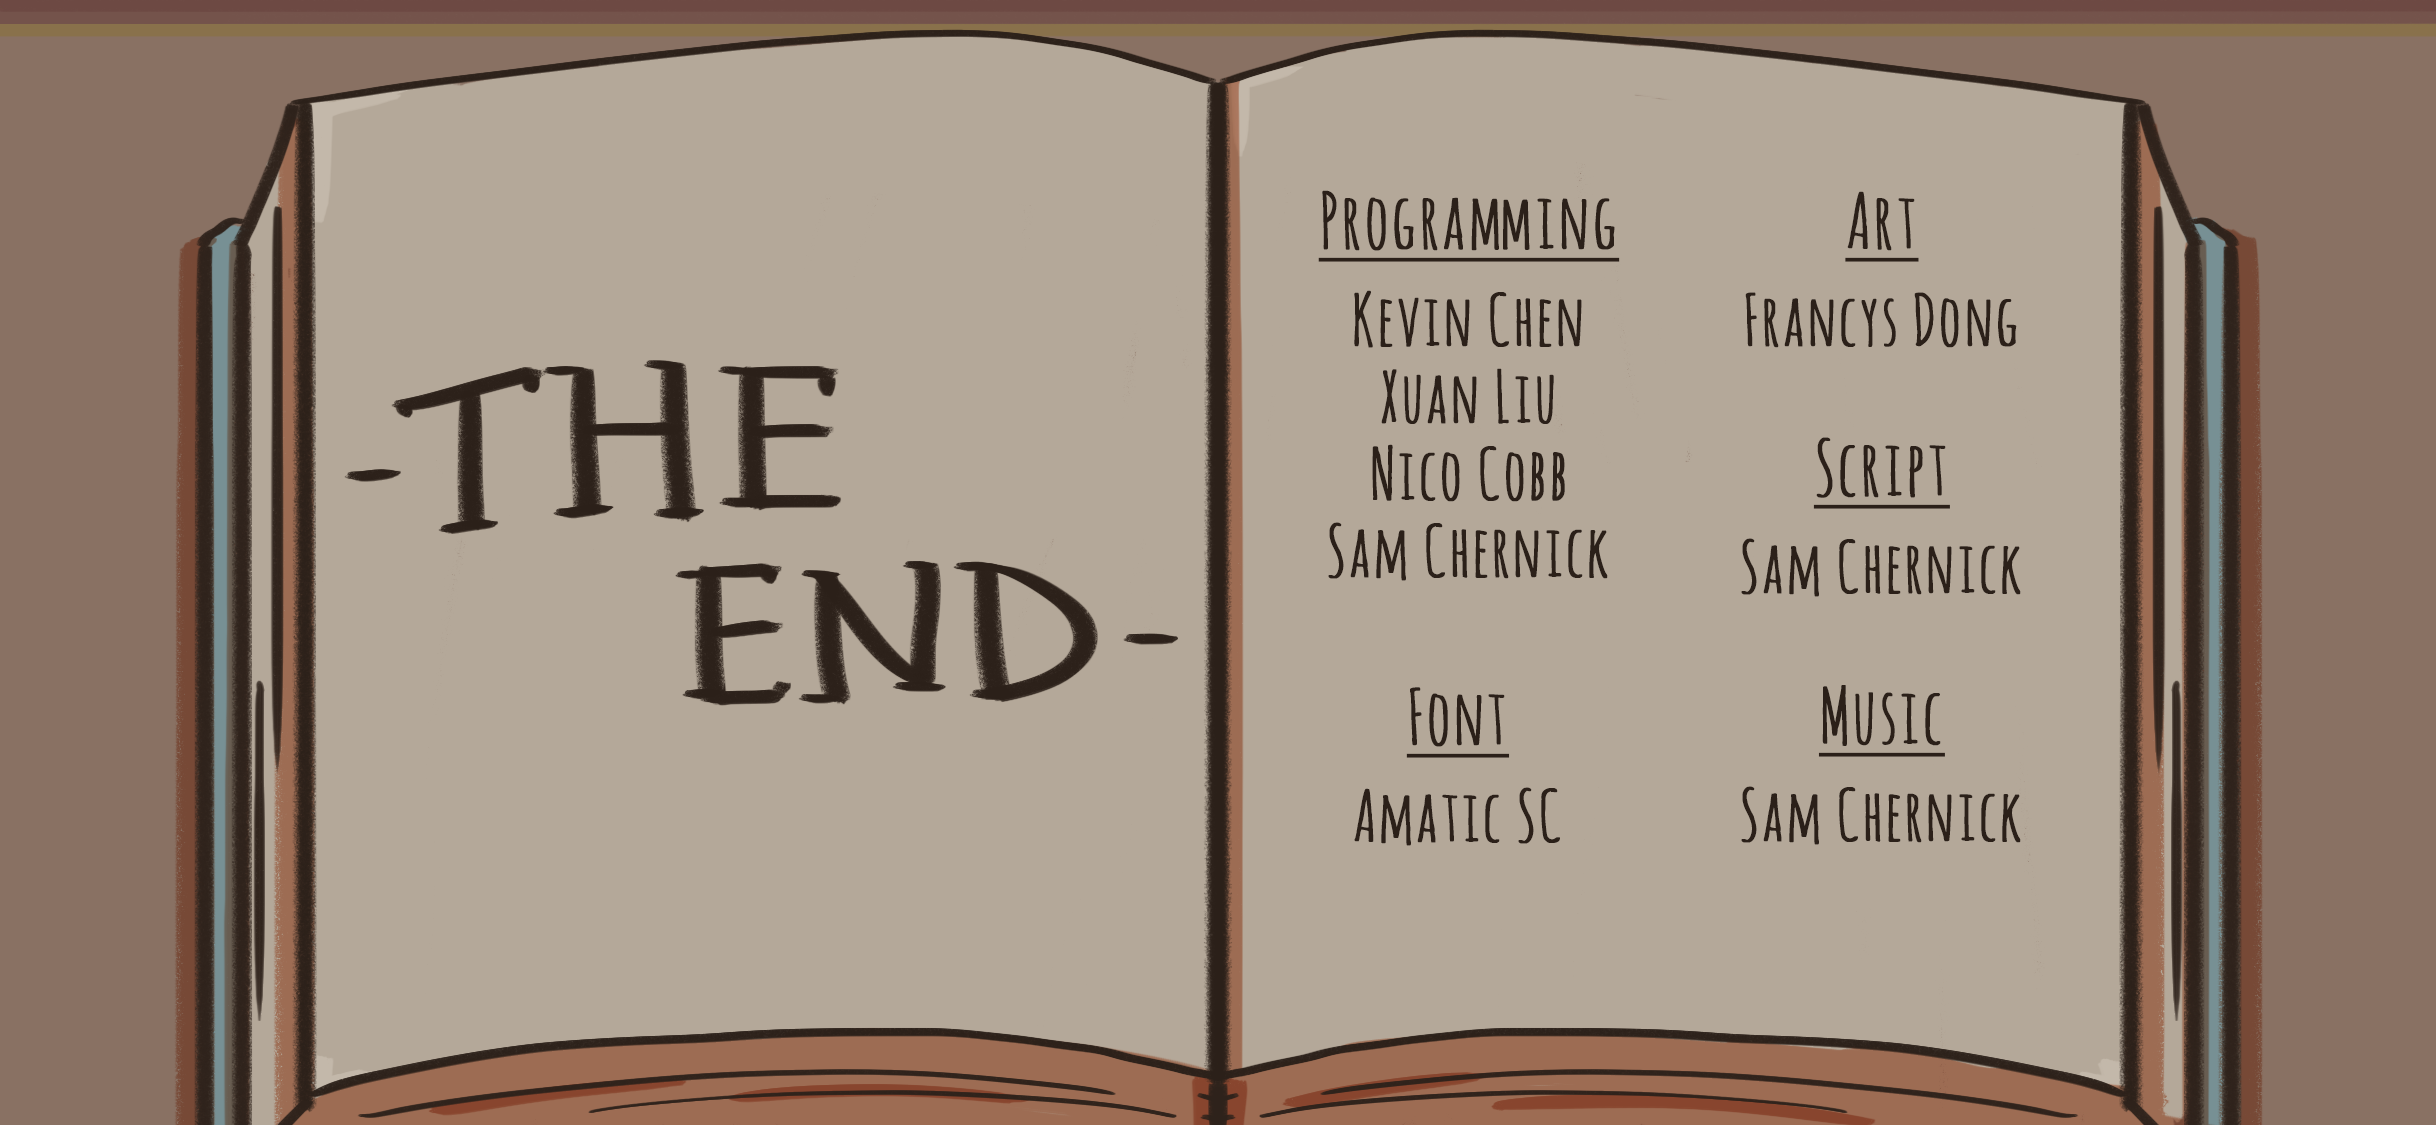 -THE
END-
Programming
Kevin Chen
Xuan Liu
Nico Cobb
Sam Chernick
Font
Amatic SC
Art
Francys Dong
Script
Sam Chernick
Music
Sam Chernick